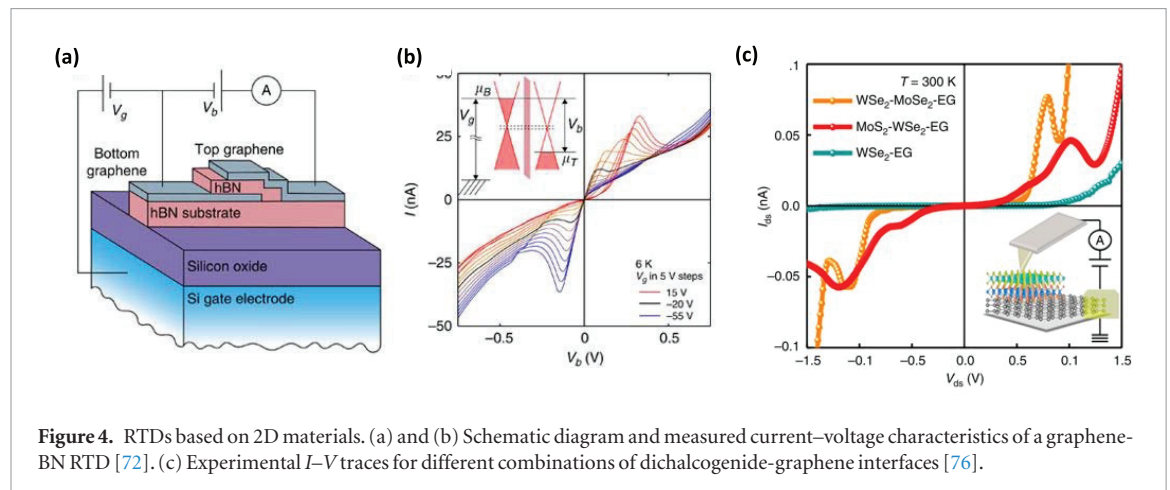 (a)
V_g
V_b
A
Bottom
graphene
Top graphene
hBN
hBN substrate
Silicon oxide
Si gate electrode
(b)
50
25
0
−25
−50
I (nA)
μ_B
V_g
V_b
μ_T
6 K
V_g in 5 V steps
15 V
−20 V
−55 V
−0.5
0
0.5
V_b (V)
(c)
.1
0.05
0.0
−0.05
−0.1
I_ds (nA)
T = 300 K
WSe₂-MoSe₂-EG
MoS₂-WSe₂-EG
WSe₂-EG
A
−1.5
−1.0
−0.5
0.0
0.5
0.1
1.5
V_ds (V)
Figure 4. RTDs based on 2D materials. (a) and (b) Schematic diagram and measured current–voltage characteristics of a graphene-
BN RTD [72]. (c) Experimental I–V traces for different combinations of dichalcogenide-graphene interfaces [76].